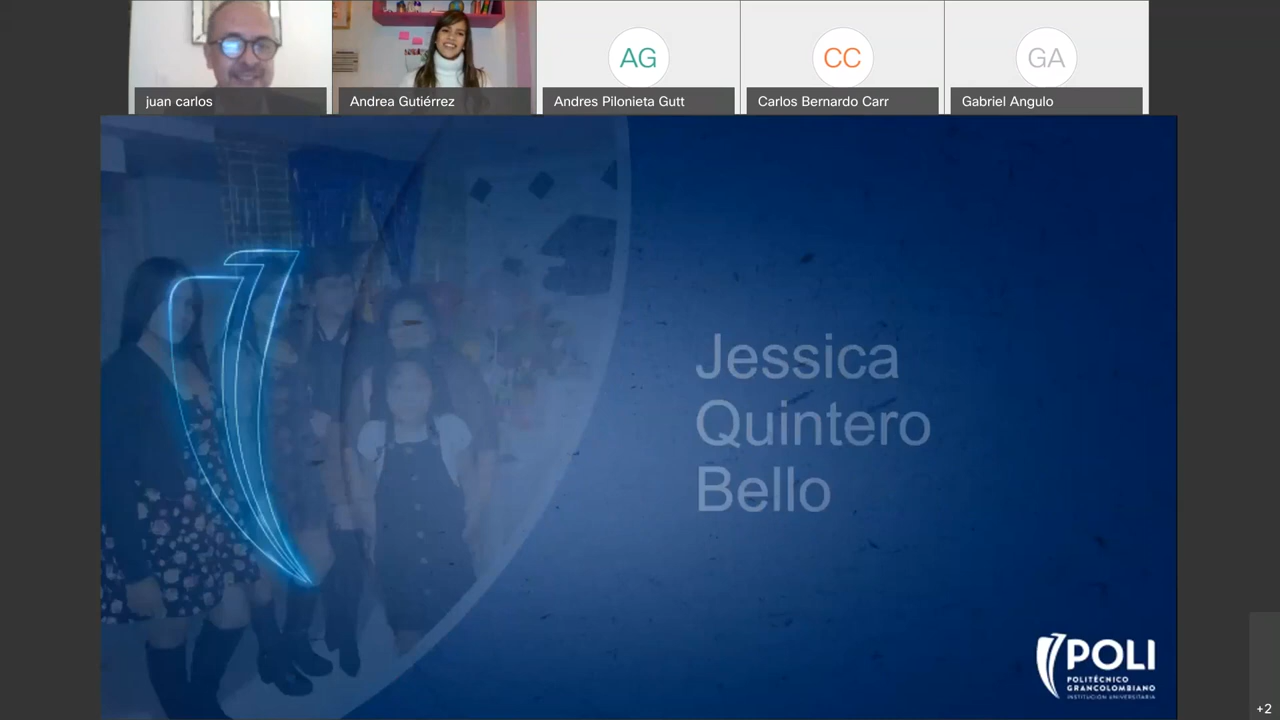 juan carlos
Andrea Gutiérrez
AG
Andres Pilonieta Gutt
CC
Carlos Bernardo Carr
GA
Gabriel Angulo
Jessica
Quintero
Bello
POLI
POLITÉCNICO
GRANCOLOMBIANO
INSTITUCIÓN UNIVERSITARIA
+2